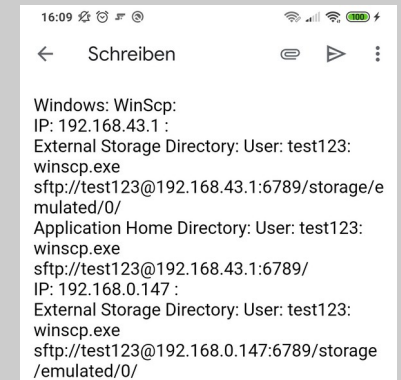 16:09
100
Schreiben
Windows: WinScp:
IP: 192.168.43.1 :
External Storage Directory: User: test123:
winscp.exe
sftp://test123@192.168.43.1:6789/storage/e
mulated/0/
Application Home Directory: User: test123:
winscp.exe
sftp://test123@192.168.43.1:6789/
IP: 192.168.0.147 :
External Storage Directory: User: test123:
winscp.exe
sftp://test123@192.168.0.147:6789/storage
/emulated/0/